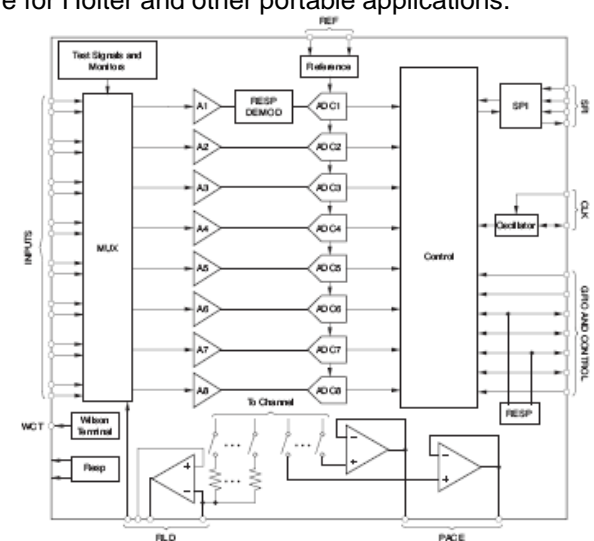 e for Holter and other portable applications.
REF
Test Signals and
Monitors
Reference
A1
RESP
DEMOD
ADC1
SPI
SPI
A2
ADC2
A3
ADC3
CLK
INPUTS
MUX
A4
ADC4
Oscillator
Control
A5
ADC5
A6
ADC6
GPIO AND CONTROL
A7
ADC7
A8
ADC8
To Channel
RESP
WCT
Wilson
Terminal
...
...
Resp
...
...
RLD
PACE